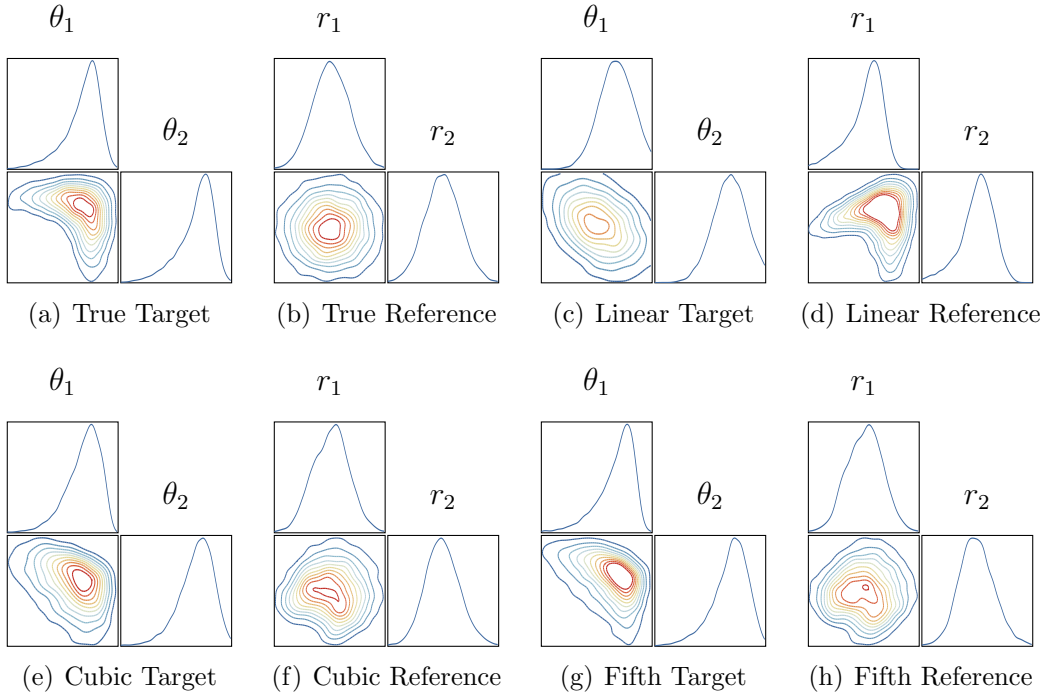 θ₁ r₁ θ₁ r₁
θ₂ r₂ θ₂ r₂
(a) True Target (b) True Reference (c) Linear Target (d) Linear Reference
θ₁ r₁ θ₁ r₁
θ₂ r₂ θ₂ r₂
(e) Cubic Target (f) Cubic Reference (g) Fifth Target (h) Fifth Reference